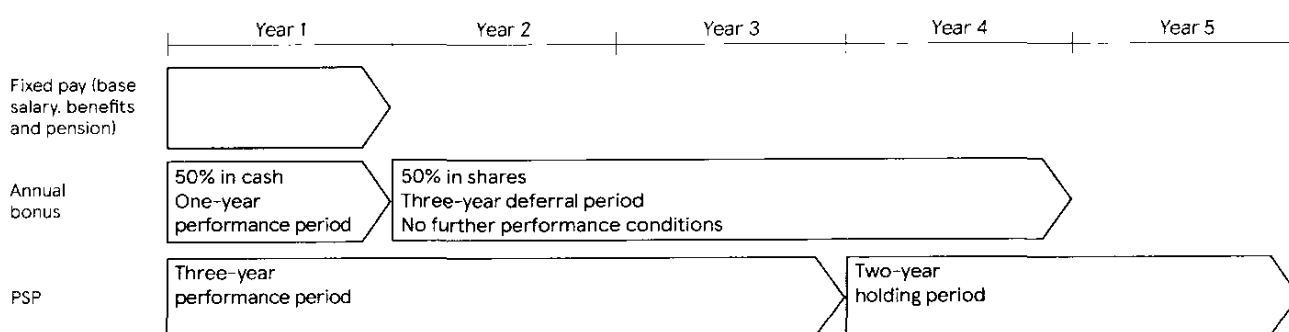 Year 1 Year 2 Year 3 Year 4 Year 5
Fixed pay (base
salary, benefits
and pension)
Annual
bonus
50% in cash
One-year
performance period
50% in shares
Three-year deferral period
No further performance conditions
PSP
Three-year
performance period
Two-year
holding period